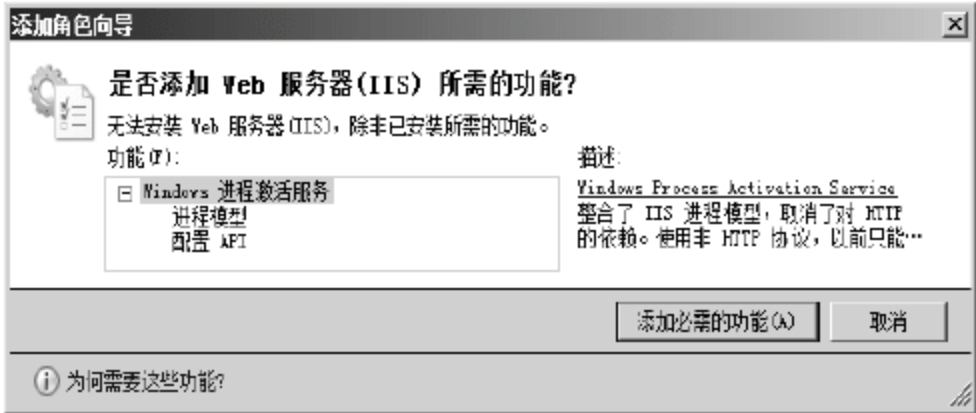 添加角色向导
是否添加 Web 服务器(IIS) 所需的功能?
无法安装 Web 服务器(IIS)，除非已安装所需的功能。
功能(F):
Windows 进程激活服务
进程模型
配置 API
描述:
Windows Process Activation Service
整合了 IIS 进程模型，取消了对 HTTP
的依赖。使用非 HTTP 协议，以前只能…
添加必需的功能(A)
取消
为何需要这些功能?